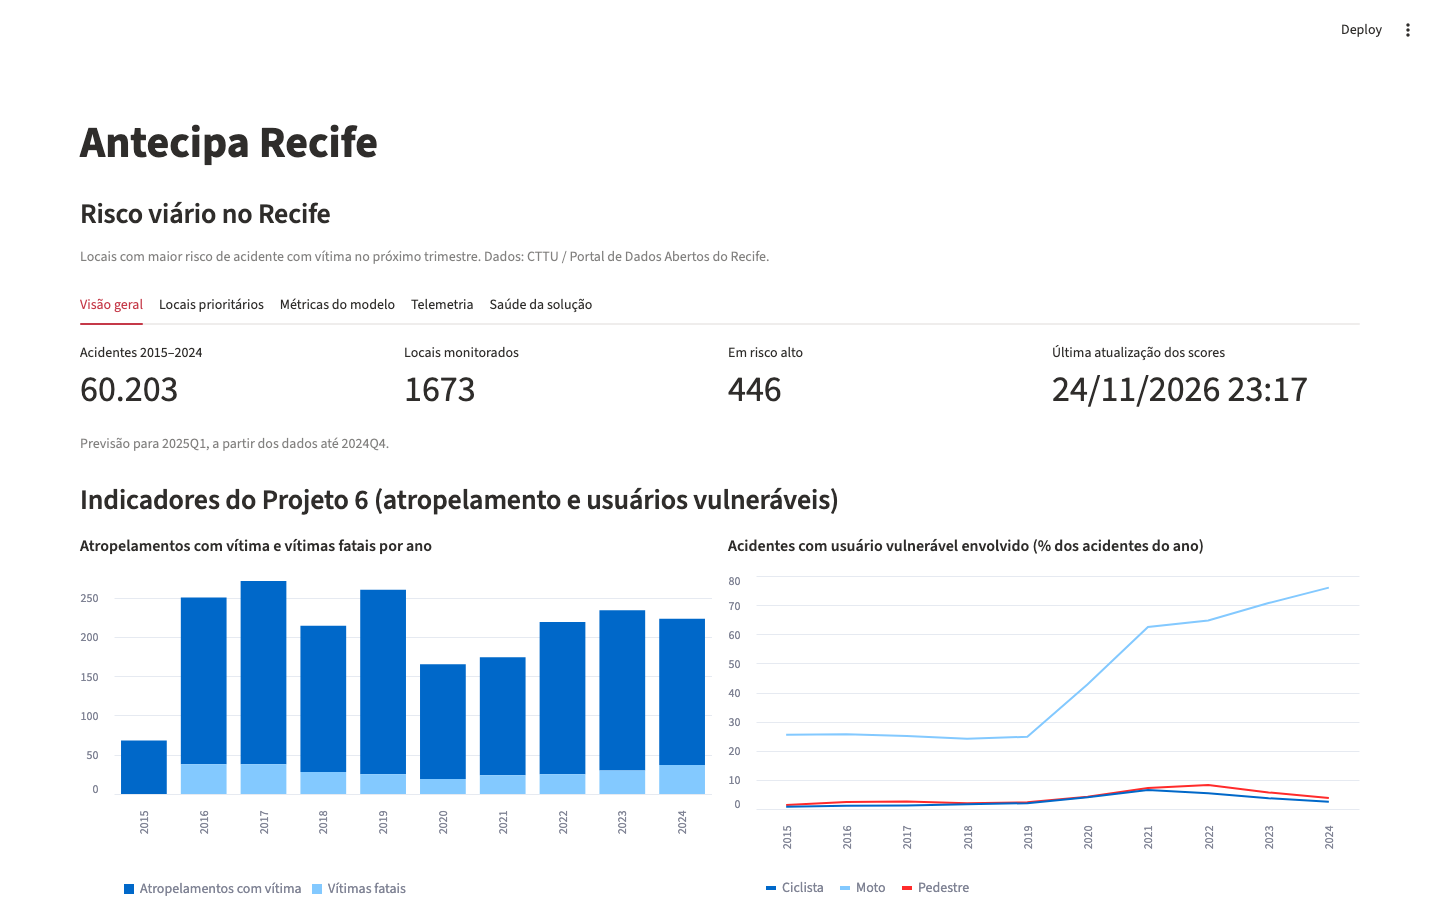 Deploy
Antecipa Recife
Risco viário no Recife
Locais com maior risco de acidente com vítima no próximo trimestre. Dados: CTTU / Portal de Dados Abertos do Recife.
Visão geral Locais prioritários Métricas do modelo Telemetria Saúde da solução
Acidentes 2015–2024 Locais monitorados Em risco alto Última atualização dos scores
60.203 1673 446 24/11/2026 23:17
Previsão para 2025Q1, a partir dos dados até 2024Q4.
Indicadores do Projeto 6 (atropelamento e usuários vulneráveis)
Atropelamentos com vítima e vítimas fatais por ano
250
200
150
100
50
0
2015 2016 2017 2018 2019 2020 2021 2022 2023 2024
Atropelamentos com vítima Vítimas fatais
Acidentes com usuário vulnerável envolvido (% dos acidentes do ano)
80
70
60
50
40
30
20
10
0
2015 2016 2017 2018 2019 2020 2021 2022 2023 2024
Ciclista Moto Pedestre